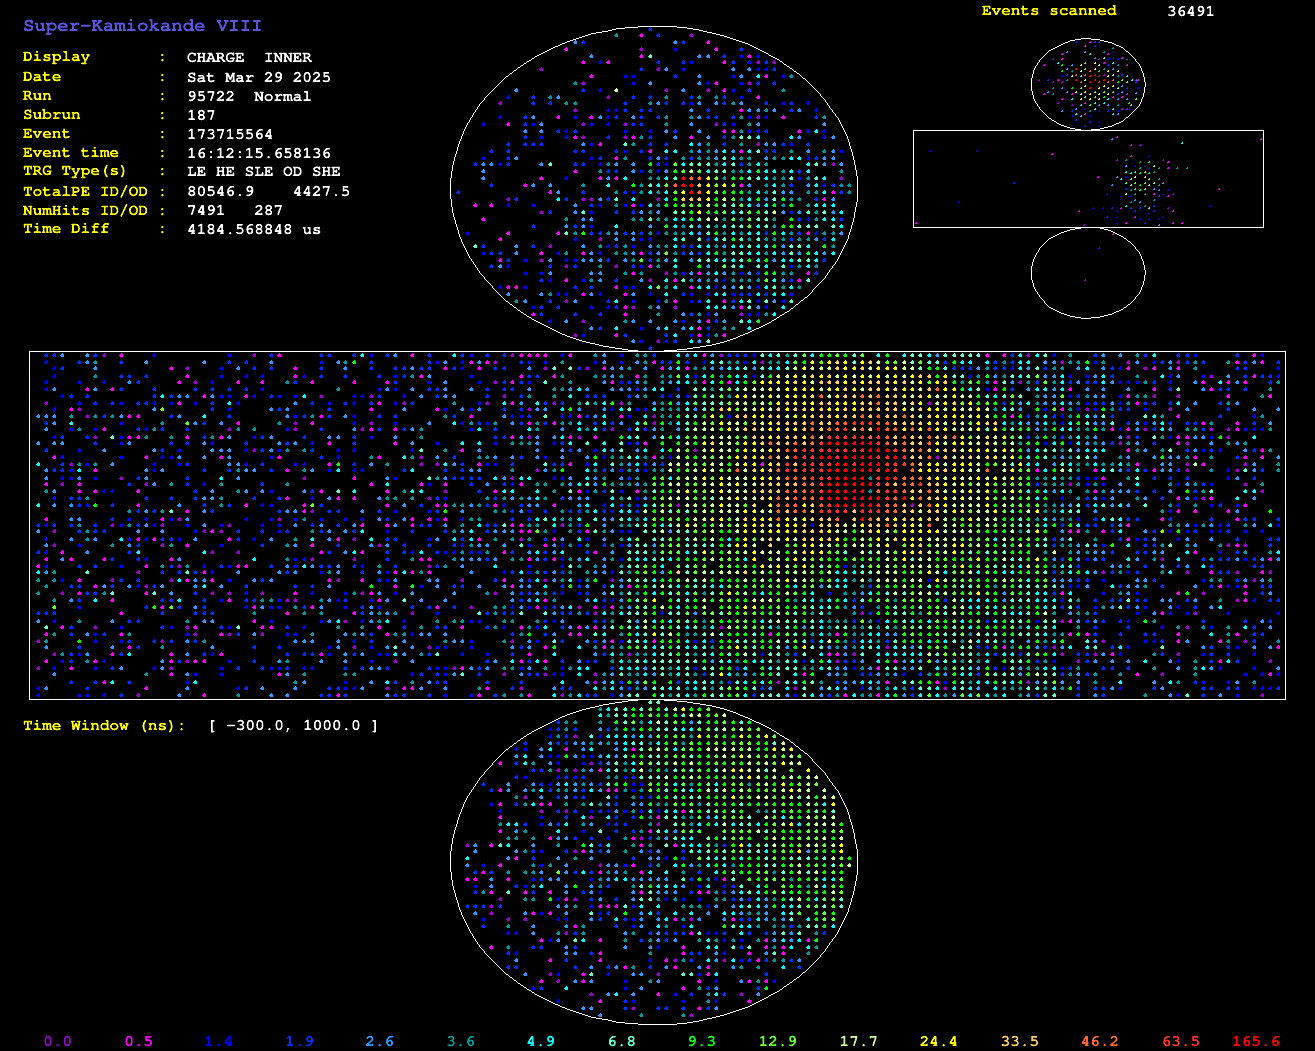 Super-Kamiokande VIII
Events scanned 36491
Display : CHARGE INNER
Date : Sat Mar 29 2025
Run : 95722 Normal
Subrun : 187
Event : 173715564
Event time : 16:12:15.658136
TRG Type(s) : LE HE SLE OD SHE
TotalPE ID/OD : 80546.9 4427.5
NumHits ID/OD : 7491 287
Time Diff : 4184.568848 us
Time Window (ns): [ -300.0, 1000.0 ]
0.0 0.5 1.4 1.9 2.6 3.6 4.9 6.8 9.3 12.9 17.7 24.4 33.5 46.2 63.5 165.6